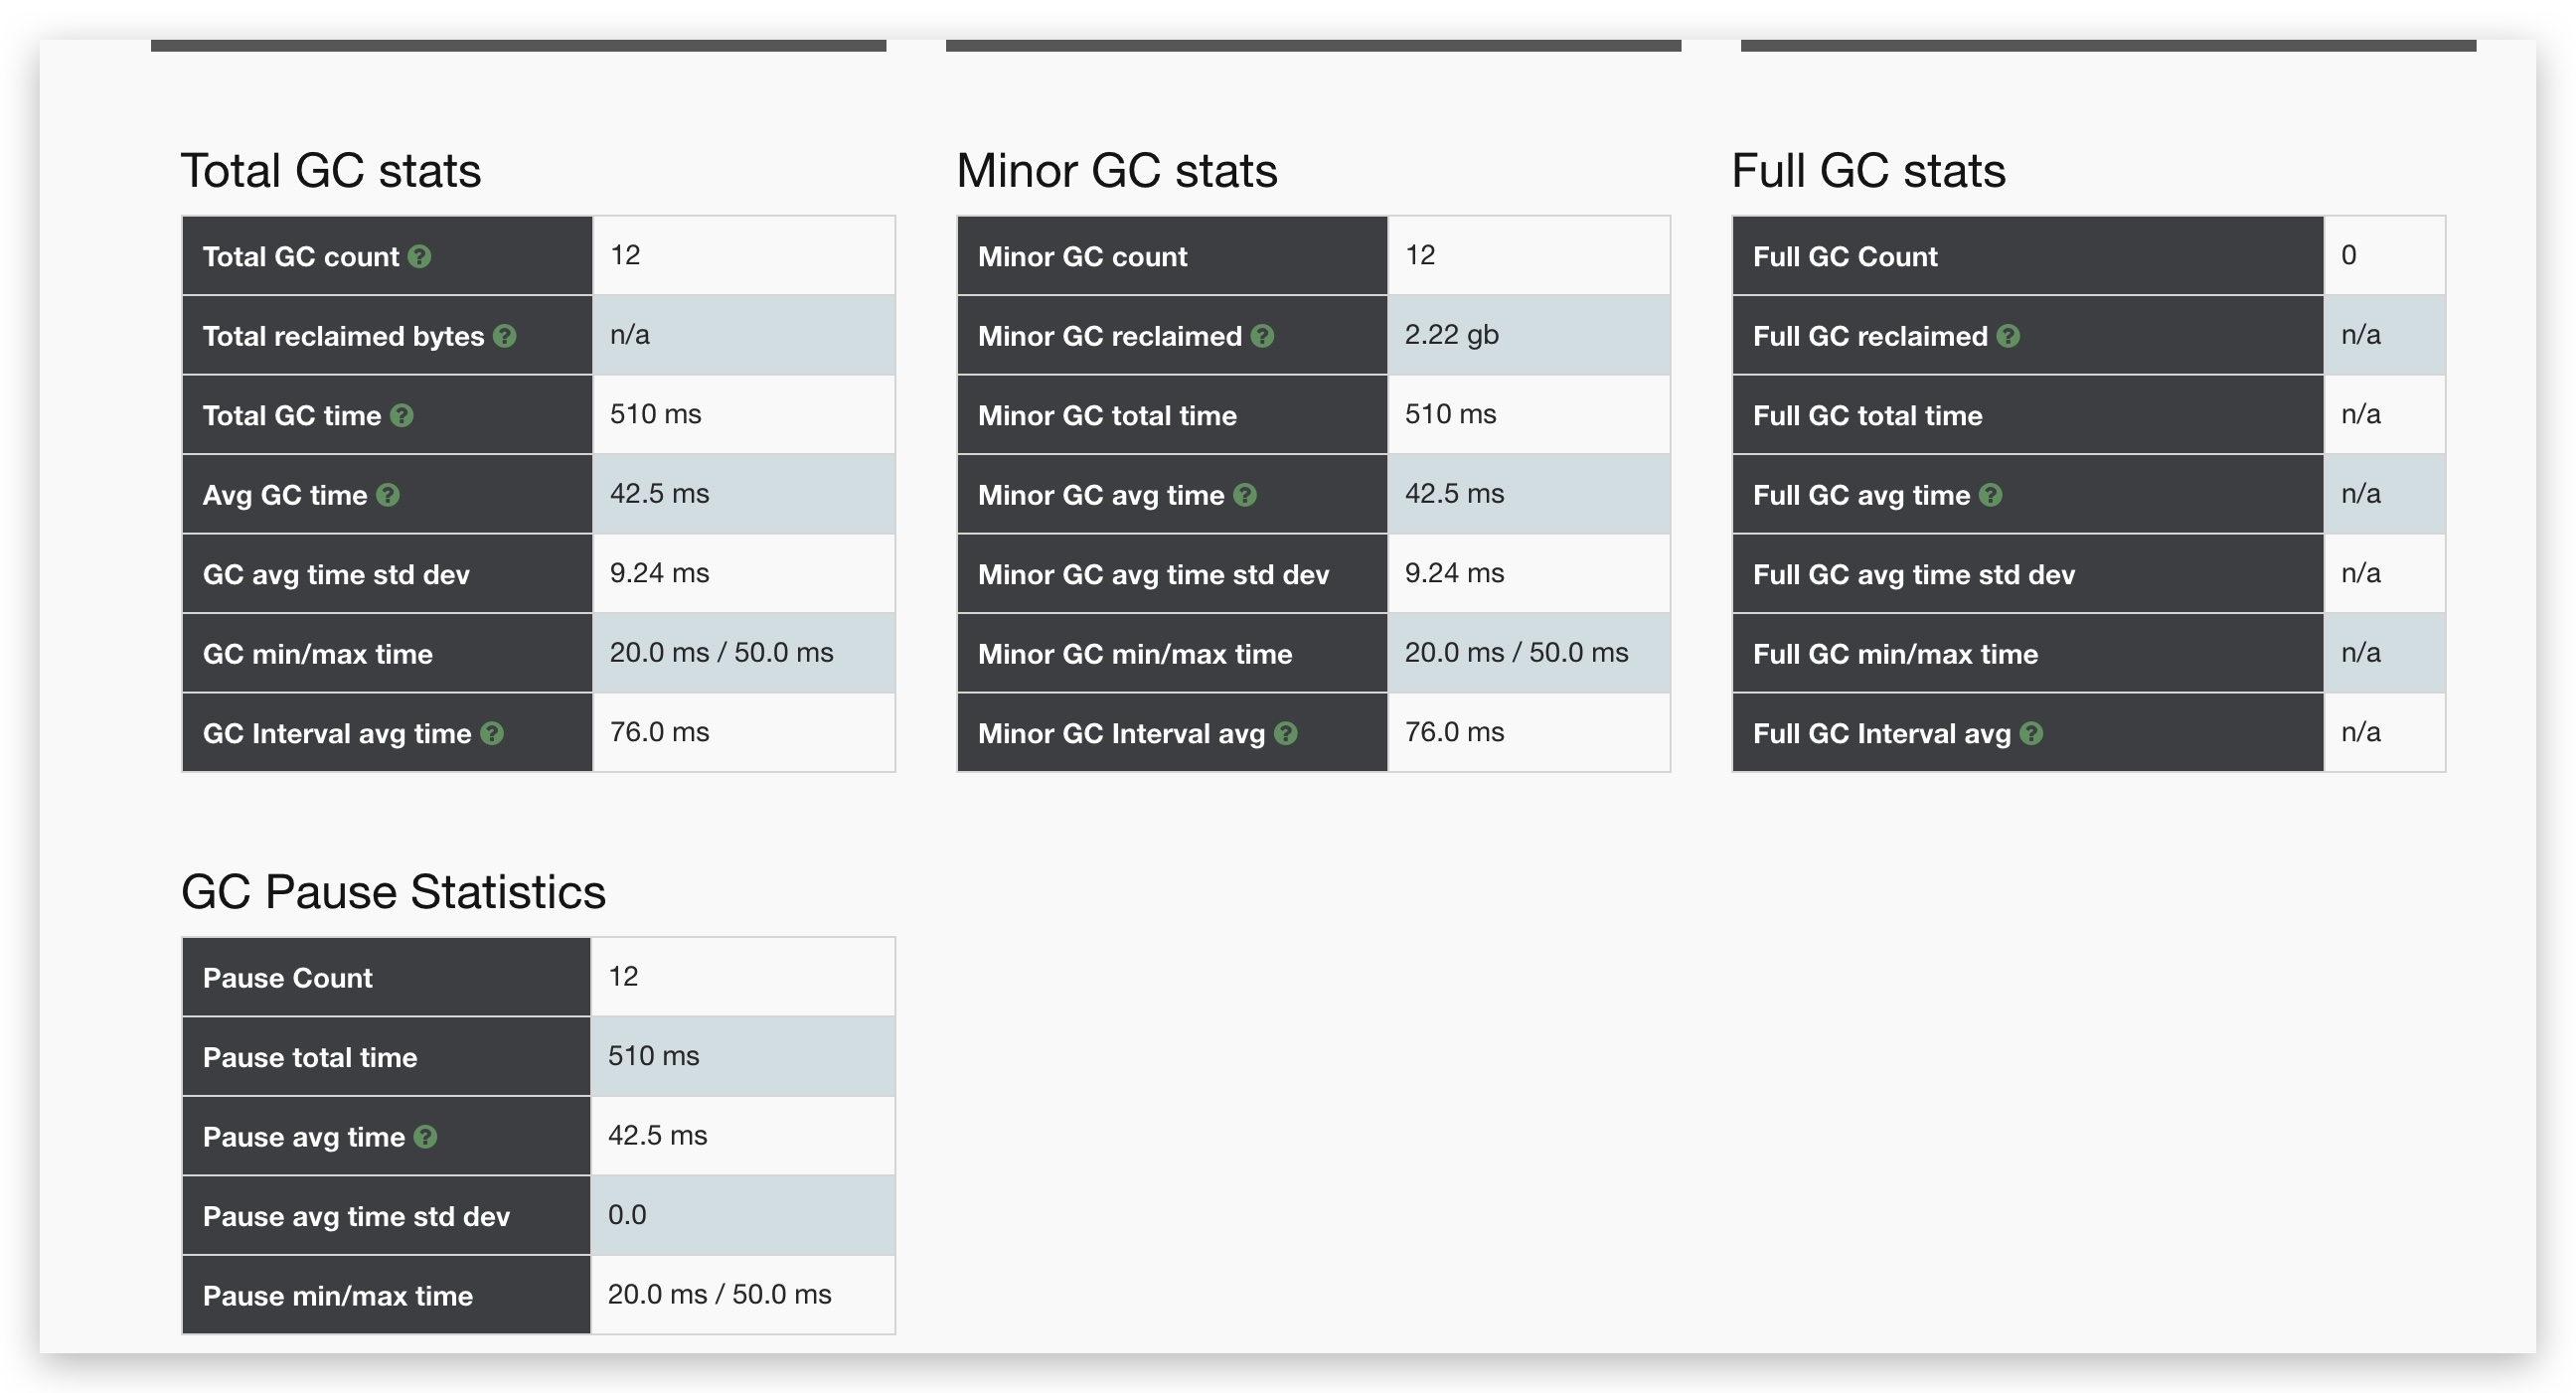 Total GC stats
Total GC count ? 12
Total reclaimed bytes ? n/a
Total GC time ? 510 ms
Avg GC time ? 42.5 ms
GC avg time std dev 9.24 ms
GC min/max time 20.0 ms / 50.0 ms
GC Interval avg time ? 76.0 ms
Minor GC stats
Minor GC count 12
Minor GC reclaimed ? 2.22 gb
Minor GC total time 510 ms
Minor GC avg time ? 42.5 ms
Minor GC avg time std dev 9.24 ms
Minor GC min/max time 20.0 ms / 50.0 ms
Minor GC Interval avg ? 76.0 ms
Full GC stats
Full GC Count 0
Full GC reclaimed ? n/a
Full GC total time n/a
Full GC avg time ? n/a
Full GC avg time std dev n/a
Full GC min/max time n/a
Full GC Interval avg ? n/a
GC Pause Statistics
Pause Count 12
Pause total time 510 ms
Pause avg time ? 42.5 ms
Pause avg time std dev 0.0
Pause min/max time 20.0 ms / 50.0 ms